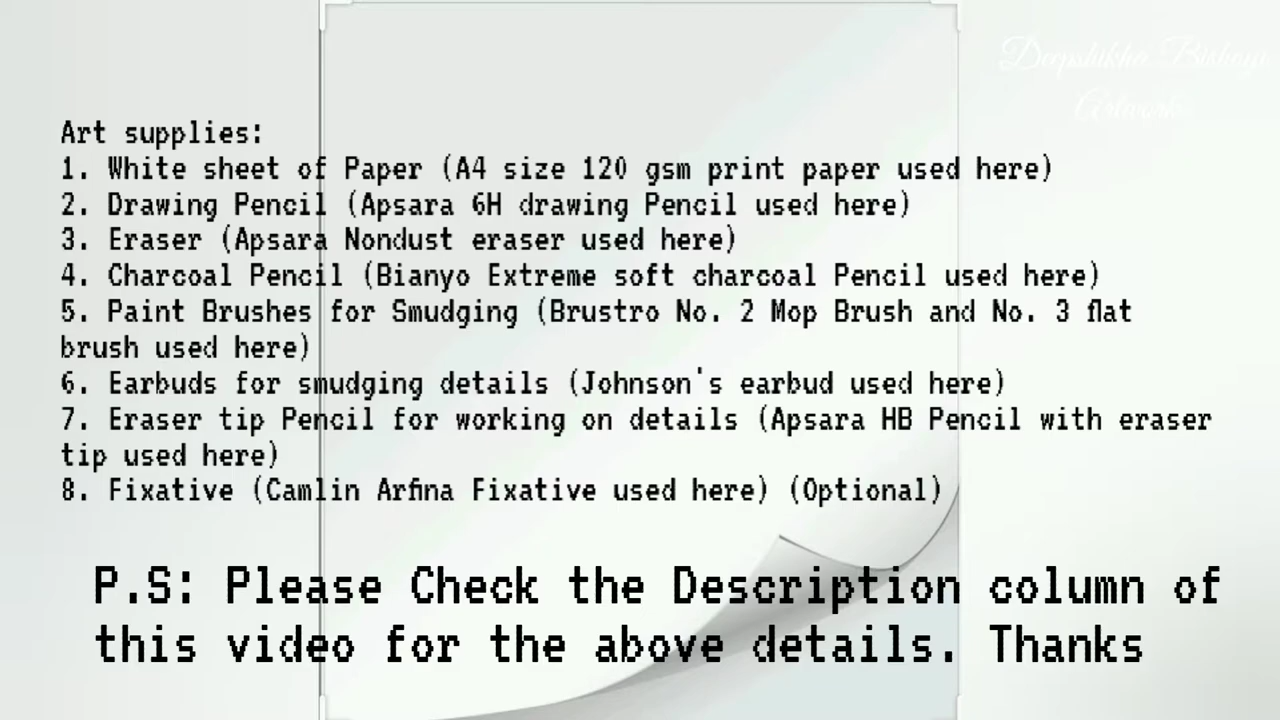 Deepshikha Bishoyi
Artworks
Art supplies:
1. White sheet of Paper (A4 size 120 gsm print paper used here)
2. Drawing Pencil (Apsara 6H drawing Pencil used here)
3. Eraser (Apsara Nondust eraser used here)
4. Charcoal Pencil (Bianyo Extreme soft charcoal Pencil used here)
5. Paint Brushes for Smudging (Brustro No. 2 Mop Brush and No. 3 flat
brush used here)
6. Earbuds for smudging details (Johnson's earbud used here)
7. Eraser tip Pencil for working on details (Apsara HB Pencil with eraser
tip used here)
8. Fixative (Camlin Arfina Fixative used here) (Optional)
P.S: Please Check the Description column of
this video for the above details. Thanks